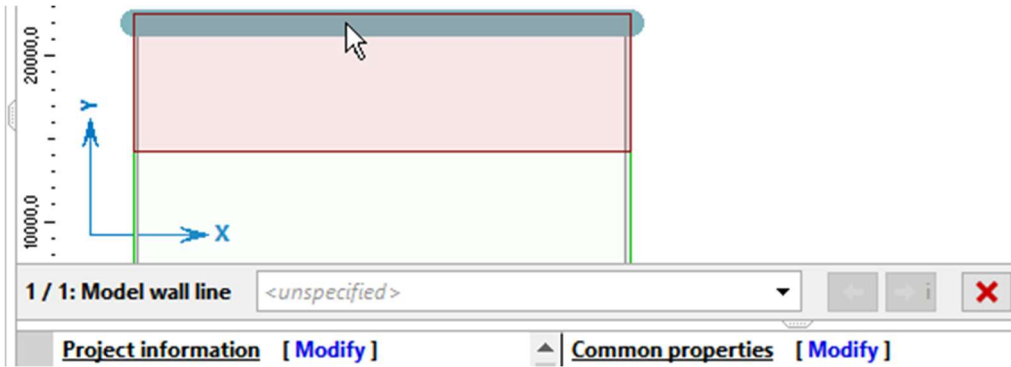 20000,0
Y
10000,0
X
1 / 1: Model wall line <unspecified> i
Project information [ Modify ] Common properties [ Modify ]